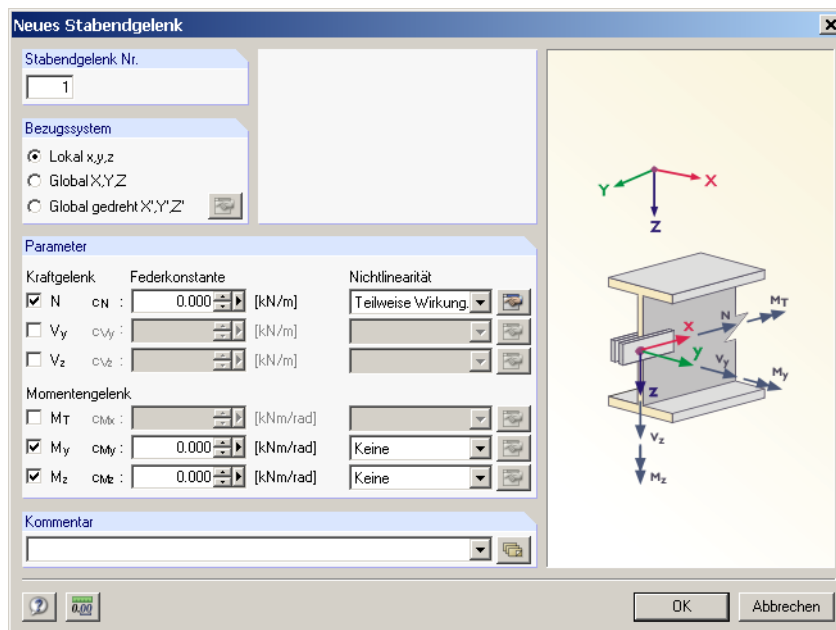 Neues Stabendgelenk
Stabendgelenk Nr.
1
Bezugssystem
Lokal x,y,z
Global X,Y,Z
Global gedreht X',Y',Z'
Parameter
Kraftgelenk Federkonstante Nichtlinearität
N cN : 0.000 [kN/m] Teilweise Wirkung.
Vy cVy : [kN/m]
Vz cVz : [kN/m]
Momentengelenk
MT cMx : [kNm/rad]
My cMy : 0.000 [kNm/rad] Keine
Mz cMz : 0.000 [kNm/rad] Keine
Kommentar
0.00
OK Abbrechen
Y X
Z
MT
N
x
y Vy
My
z
Vz
Mz